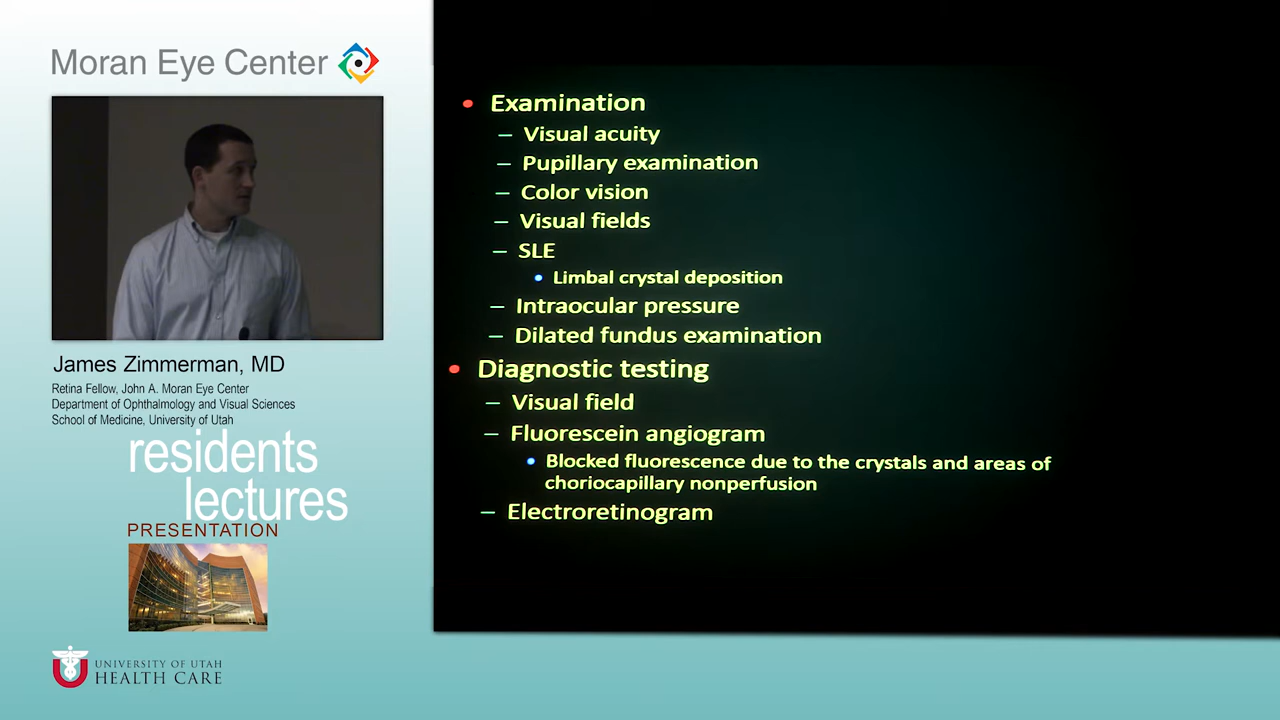 Moran Eye Center
James Zimmerman, MD
Retina Fellow, John A. Moran Eye Center
Department of Ophthalmology and Visual Sciences
School of Medicine, University of Utah
residents
lectures
PRESENTATION
UNIVERSITY OF UTAH
HEALTH CARE
• Examination
– Visual acuity
– Pupillary examination
– Color vision
– Visual fields
– SLE
• Limbal crystal deposition
– Intraocular pressure
– Dilated fundus examination
• Diagnostic testing
– Visual field
– Fluorescein angiogram
• Blocked fluorescence due to the crystals and areas of
choriocapillary nonperfusion
– Electroretinogram